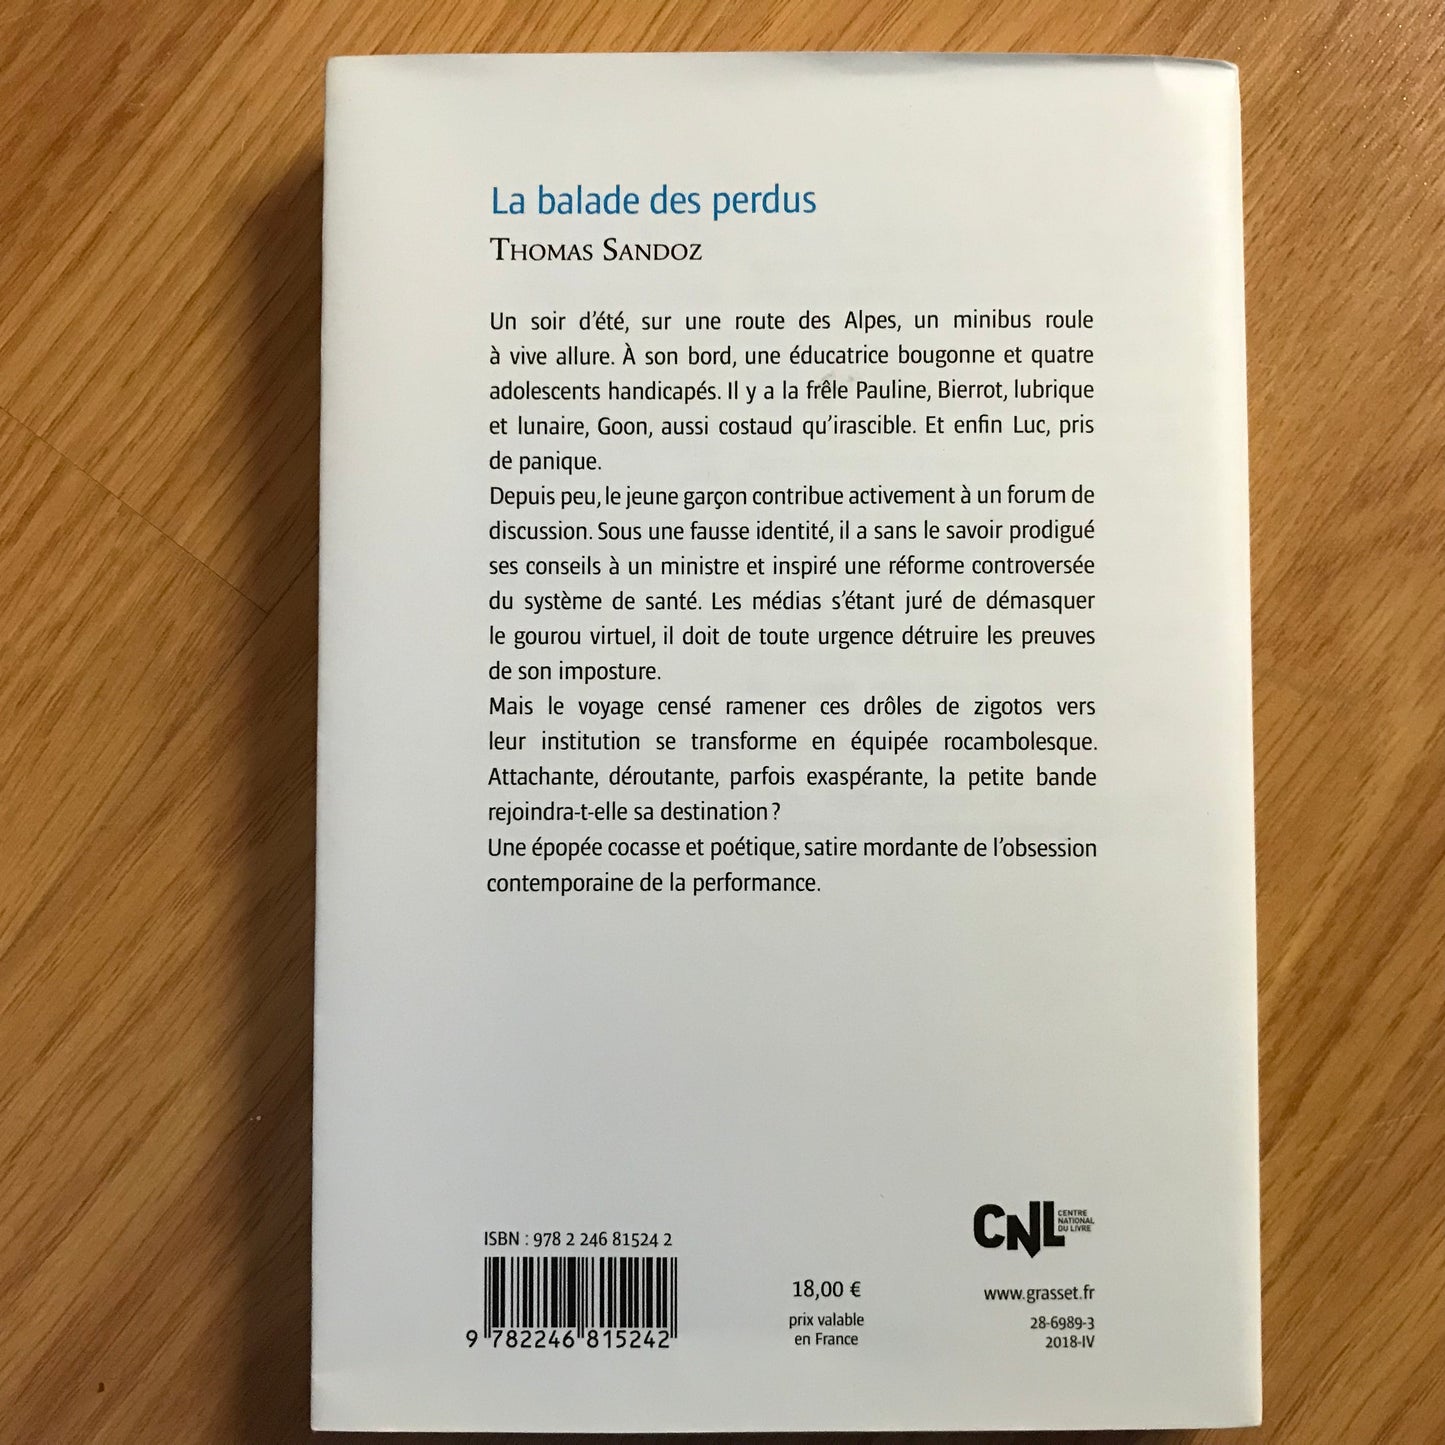 La balade des perdus
THOMAS SANDOZ
Un soir d’été, sur une route des Alpes, un minibus roule
à vive allure. À son bord, une éducatrice bougonne et quatre
adolescents handicapés. Il y a la frêle Pauline, Bierrot, lubrique
et lunaire, Goon, aussi costaud qu’irascible. Et enfin Luc, pris
de panique.
Depuis peu, le jeune garçon contribue activement à un forum de
discussion. Sous une fausse identité, il a sans le savoir prodigué
ses conseils à un ministre et inspiré une réforme controversée
du système de santé. Les médias s’étant juré de démasquer
le gourou virtuel, il doit de toute urgence détruire les preuves
de son imposture.
Mais le voyage censé ramener ces drôles de zigotos vers
leur institution se transforme en équipée rocambolesque.
Attachante, déroutante, parfois exaspérante, la petite bande
rejoindra-t-elle sa destination ?
Une épopée cocasse et poétique, satire mordante de l’obsession
contemporaine de la performance.
ISBN : 978 2 246 81524 2
9 782246 815242
18,00 €
prix valable
en France
CNL
CENTRE
NATIONAL
DU LIVRE
www.grasset.fr
28-6989-3
2018-IV